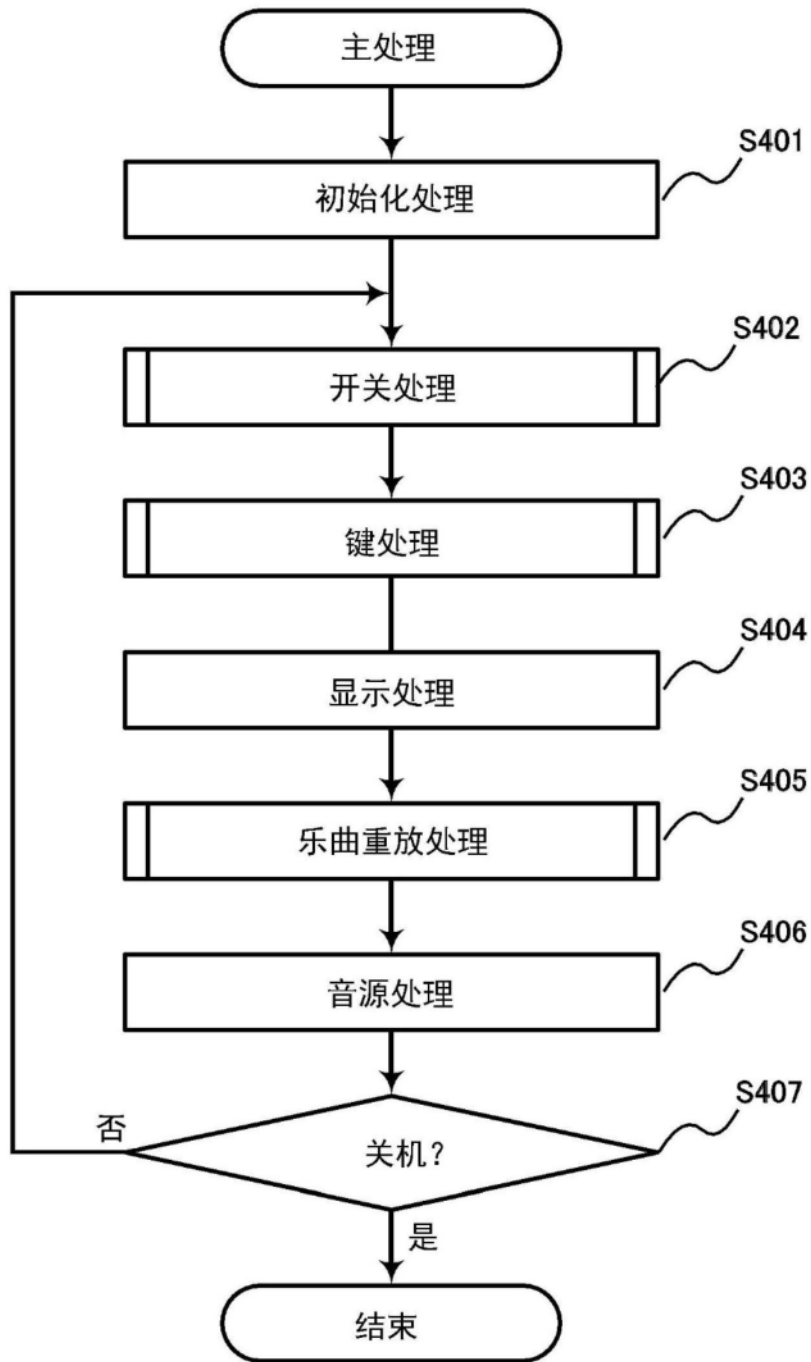 主处理
S401
初始化处理
S402
开关处理
S403
键处理
S404
显示处理
S405
乐曲重放处理
S406
音源处理
S407
否
关机?
是
结束